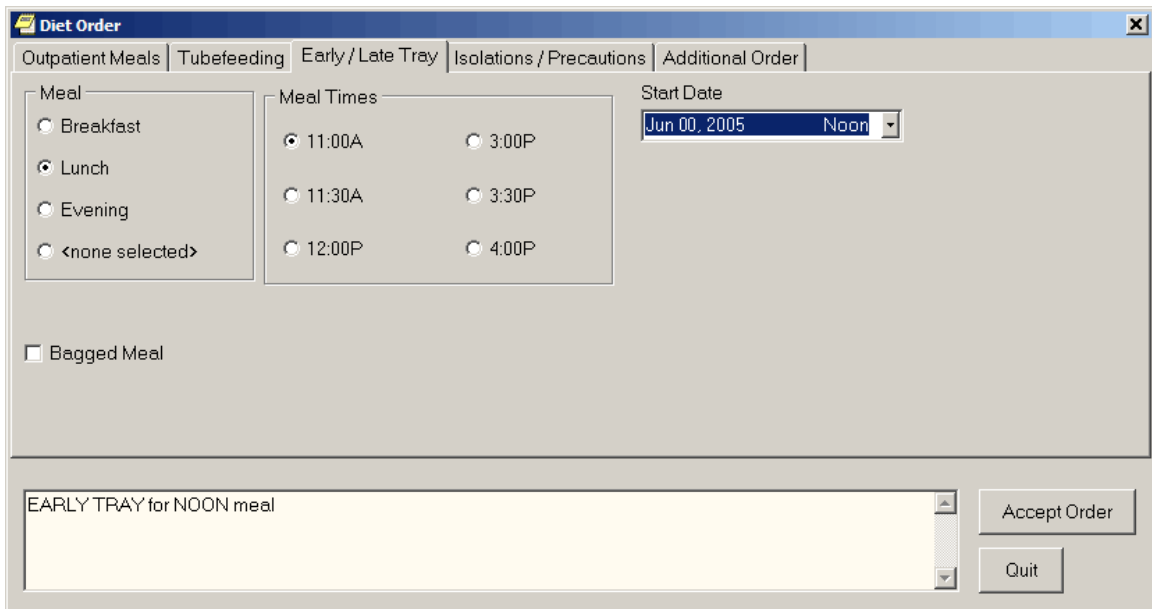 Diet Order
Outpatient Meals Tubefeeding Early / Late Tray Isolations / Precautions Additional Order
Meal
Breakfast
Lunch
Evening
<none selected>
Meal Times
11:00A 3:00P
11:30A 3:30P
12:00P 4:00P
Start Date
Jun 00, 2005 Noon
Bagged Meal
EARLY TRAY for NOON meal
Accept Order
Quit